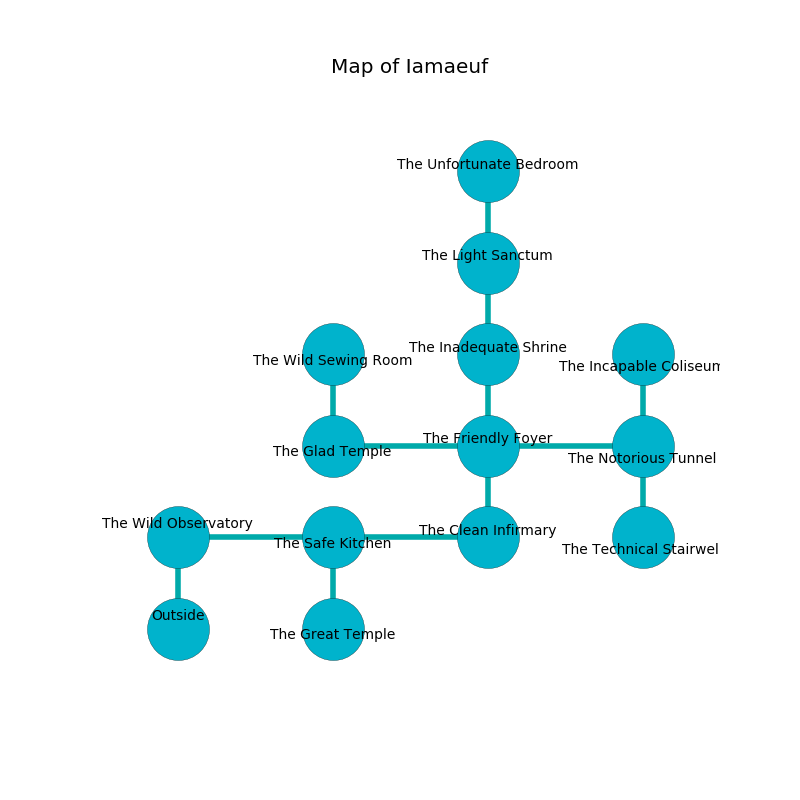 Map of Iamaeuf
The Unfortunate Bedroom
The Light Sanctum
The Inadequate Shrine
The Wild Sewing Room
The Incapable Coliseum
The Friendly Foyer
The Glad Temple
The Notorious Tunnel
The Wild Observatory
The Clean Infirmary
The Safe Kitchen
The Technical Stairwel
Outside
The Great Temple